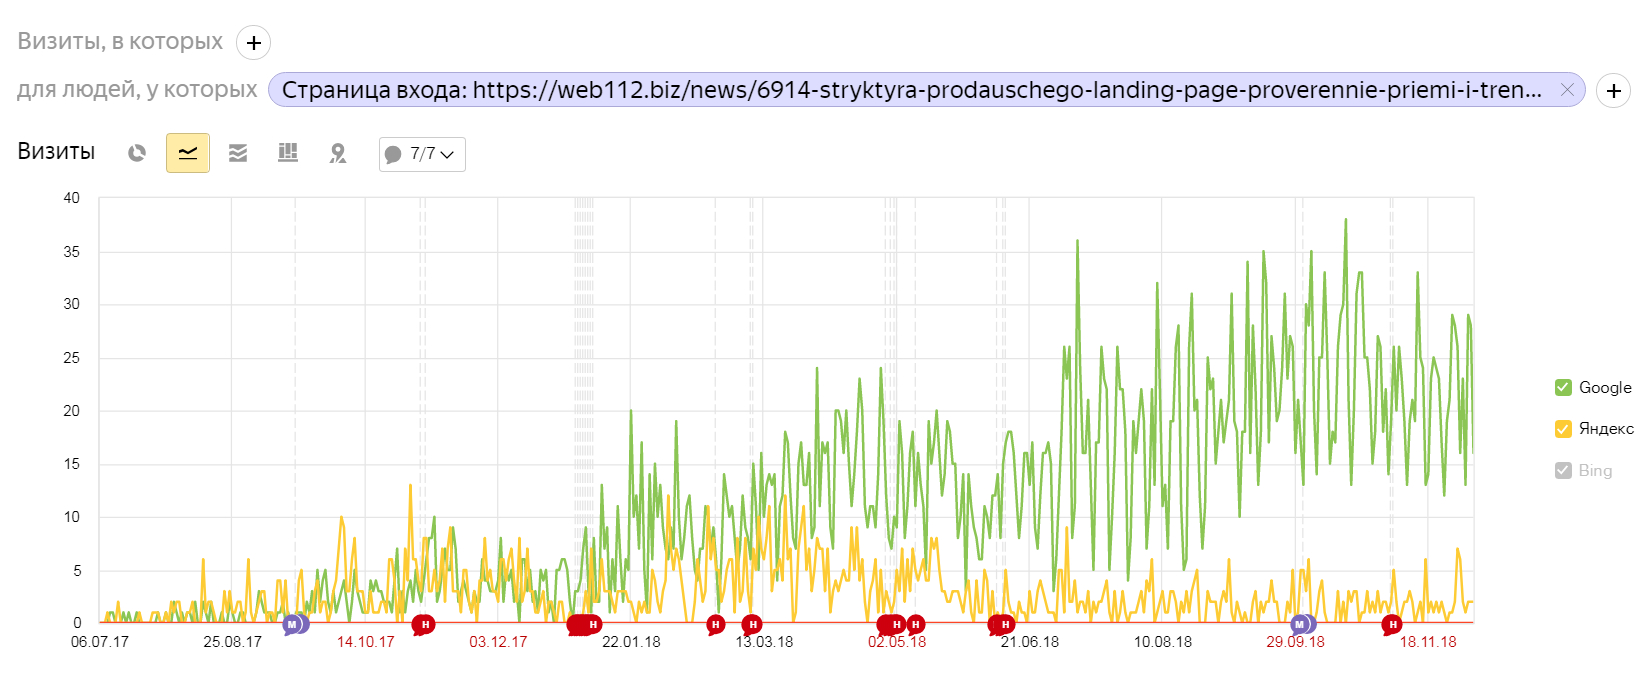 Визиты, в которых +
для людей, у которых Страница входа: https://web112.biz/news/6914-stryktyra-prodauschego-landing-page-proverennie-priemi-i-tren... +
Визиты 7/7
40
35
30
25
20
15
10
5
0
Google
Яндекс
Bing
М Н Н Н Н Н Н Н М Н
06.07.17 25.08.17 14.10.17 03.12.17 22.01.18 13.03.18 02.05.18 21.06.18 10.08.18 29.09.18 18.11.18